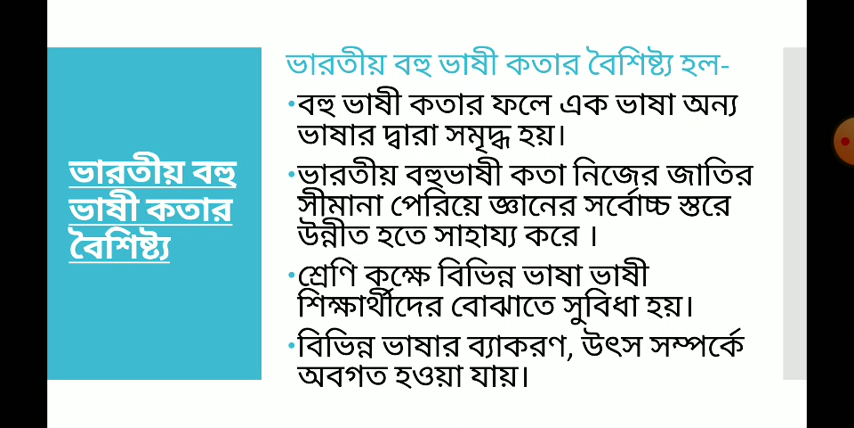 ভারতীয় বহু
ভাষী কতার
বৈশিষ্ট্য
ভারতীয় বহু ভাষী কতার বৈশিষ্ট্য হল-
•বহু ভাষী কতার ফলে এক ভাষা অন্য
ভাষার দ্বারা সমৃদ্ধ হয়।
•ভারতীয় বহুভাষী কতা নিজের জাতির
সীমানা পেরিয়ে জ্ঞানের সর্বোচ্চ স্তরে
উন্নীত হতে সাহায্য করে ।
•শ্রেণি কক্ষে বিভিন্ন ভাষা ভাষী
শিক্ষার্থীদের বোঝাতে সুবিধা হয়।
•বিভিন্ন ভাষার ব্যাকরণ, উৎস সম্পর্কে
অবগত হওয়া যায়।